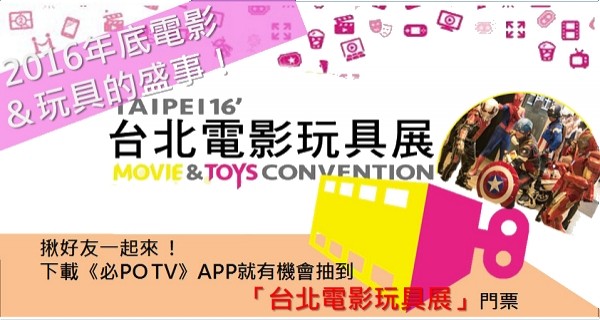 2016年底電影
&玩具的盛事！
TAIPEI 16'
台北電影玩具展
MOVIE & TOYS CONVENTION
揪好友一起來 ！
下載《必PO TV》APP就有機會抽到
「台北電影玩具展」門票